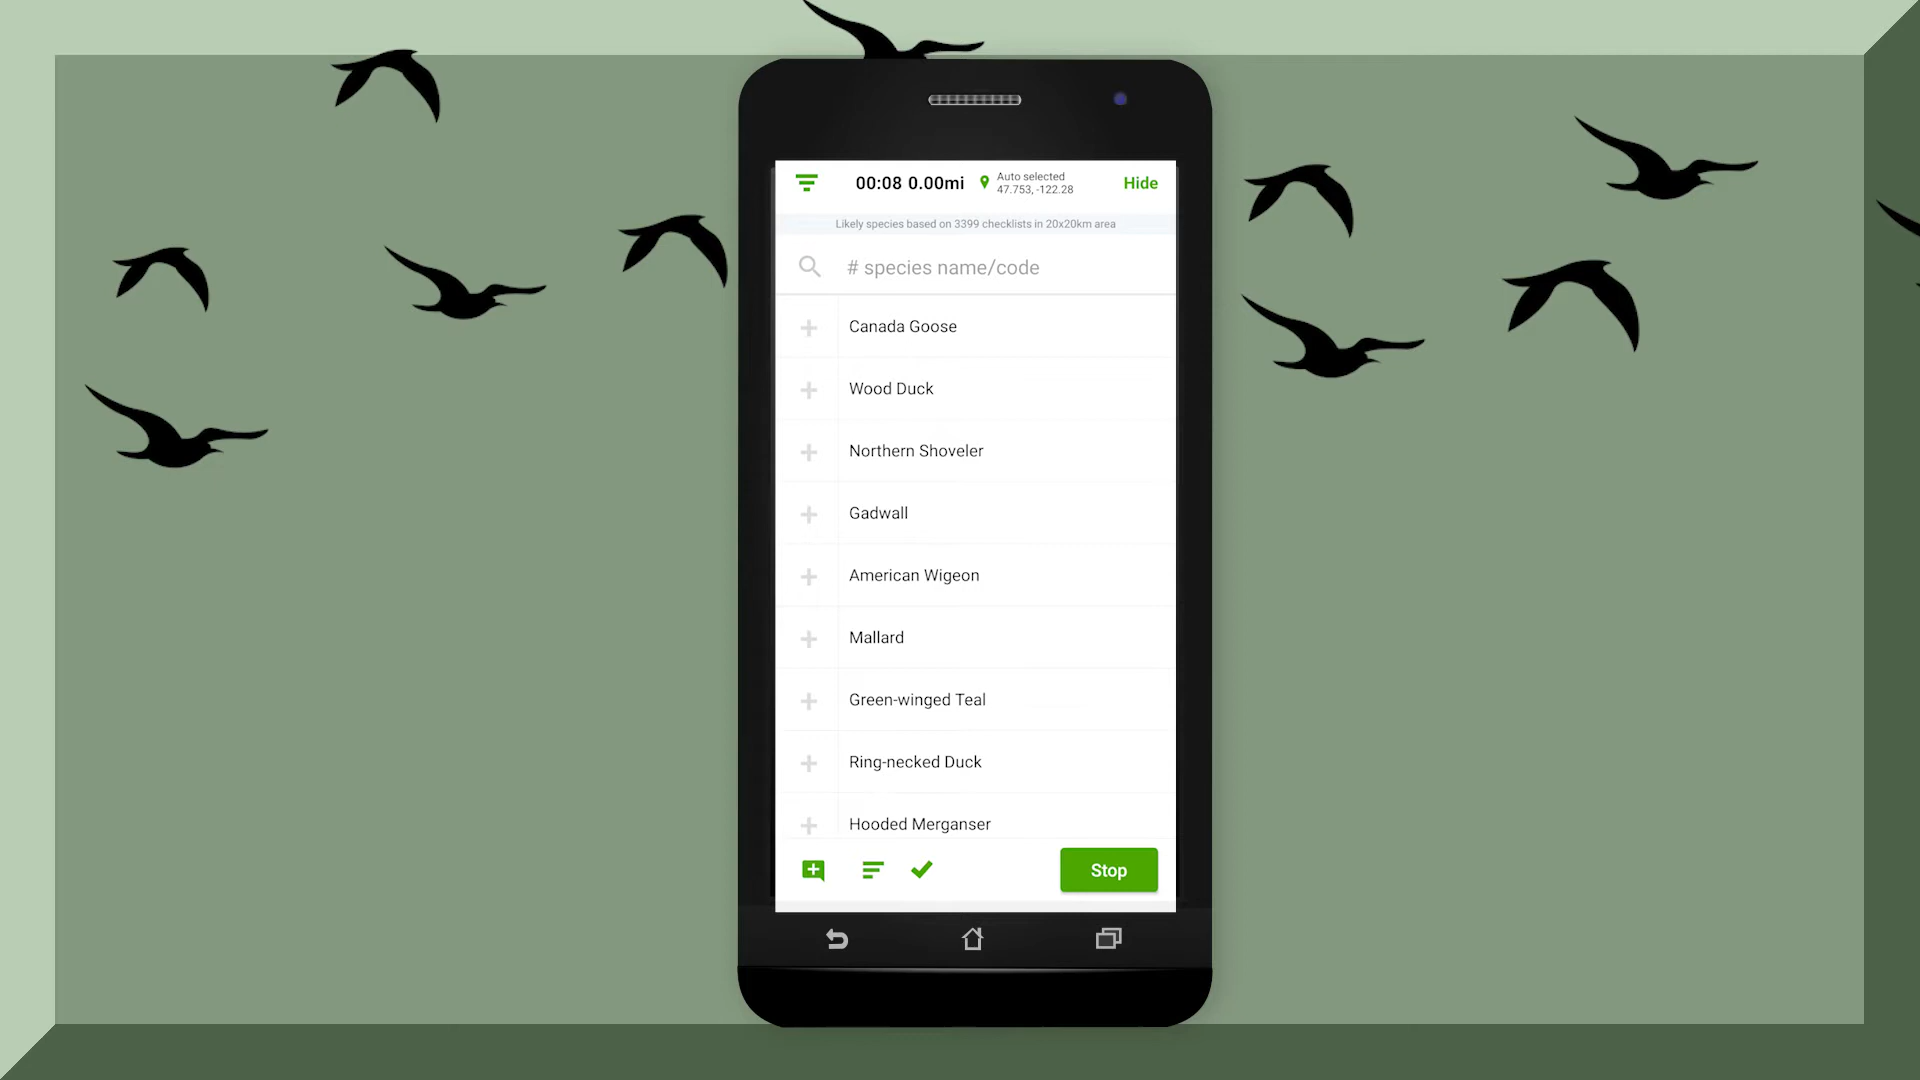 00:08 0.00mi
Auto selected
47.753, -122.28
Hide
Likely species based on 3399 checklists in 20x20km area
# species name/code
Canada Goose
Wood Duck
Northern Shoveler
Gadwall
American Wigeon
Mallard
Green-winged Teal
Ring-necked Duck
Hooded Merganser
Stop